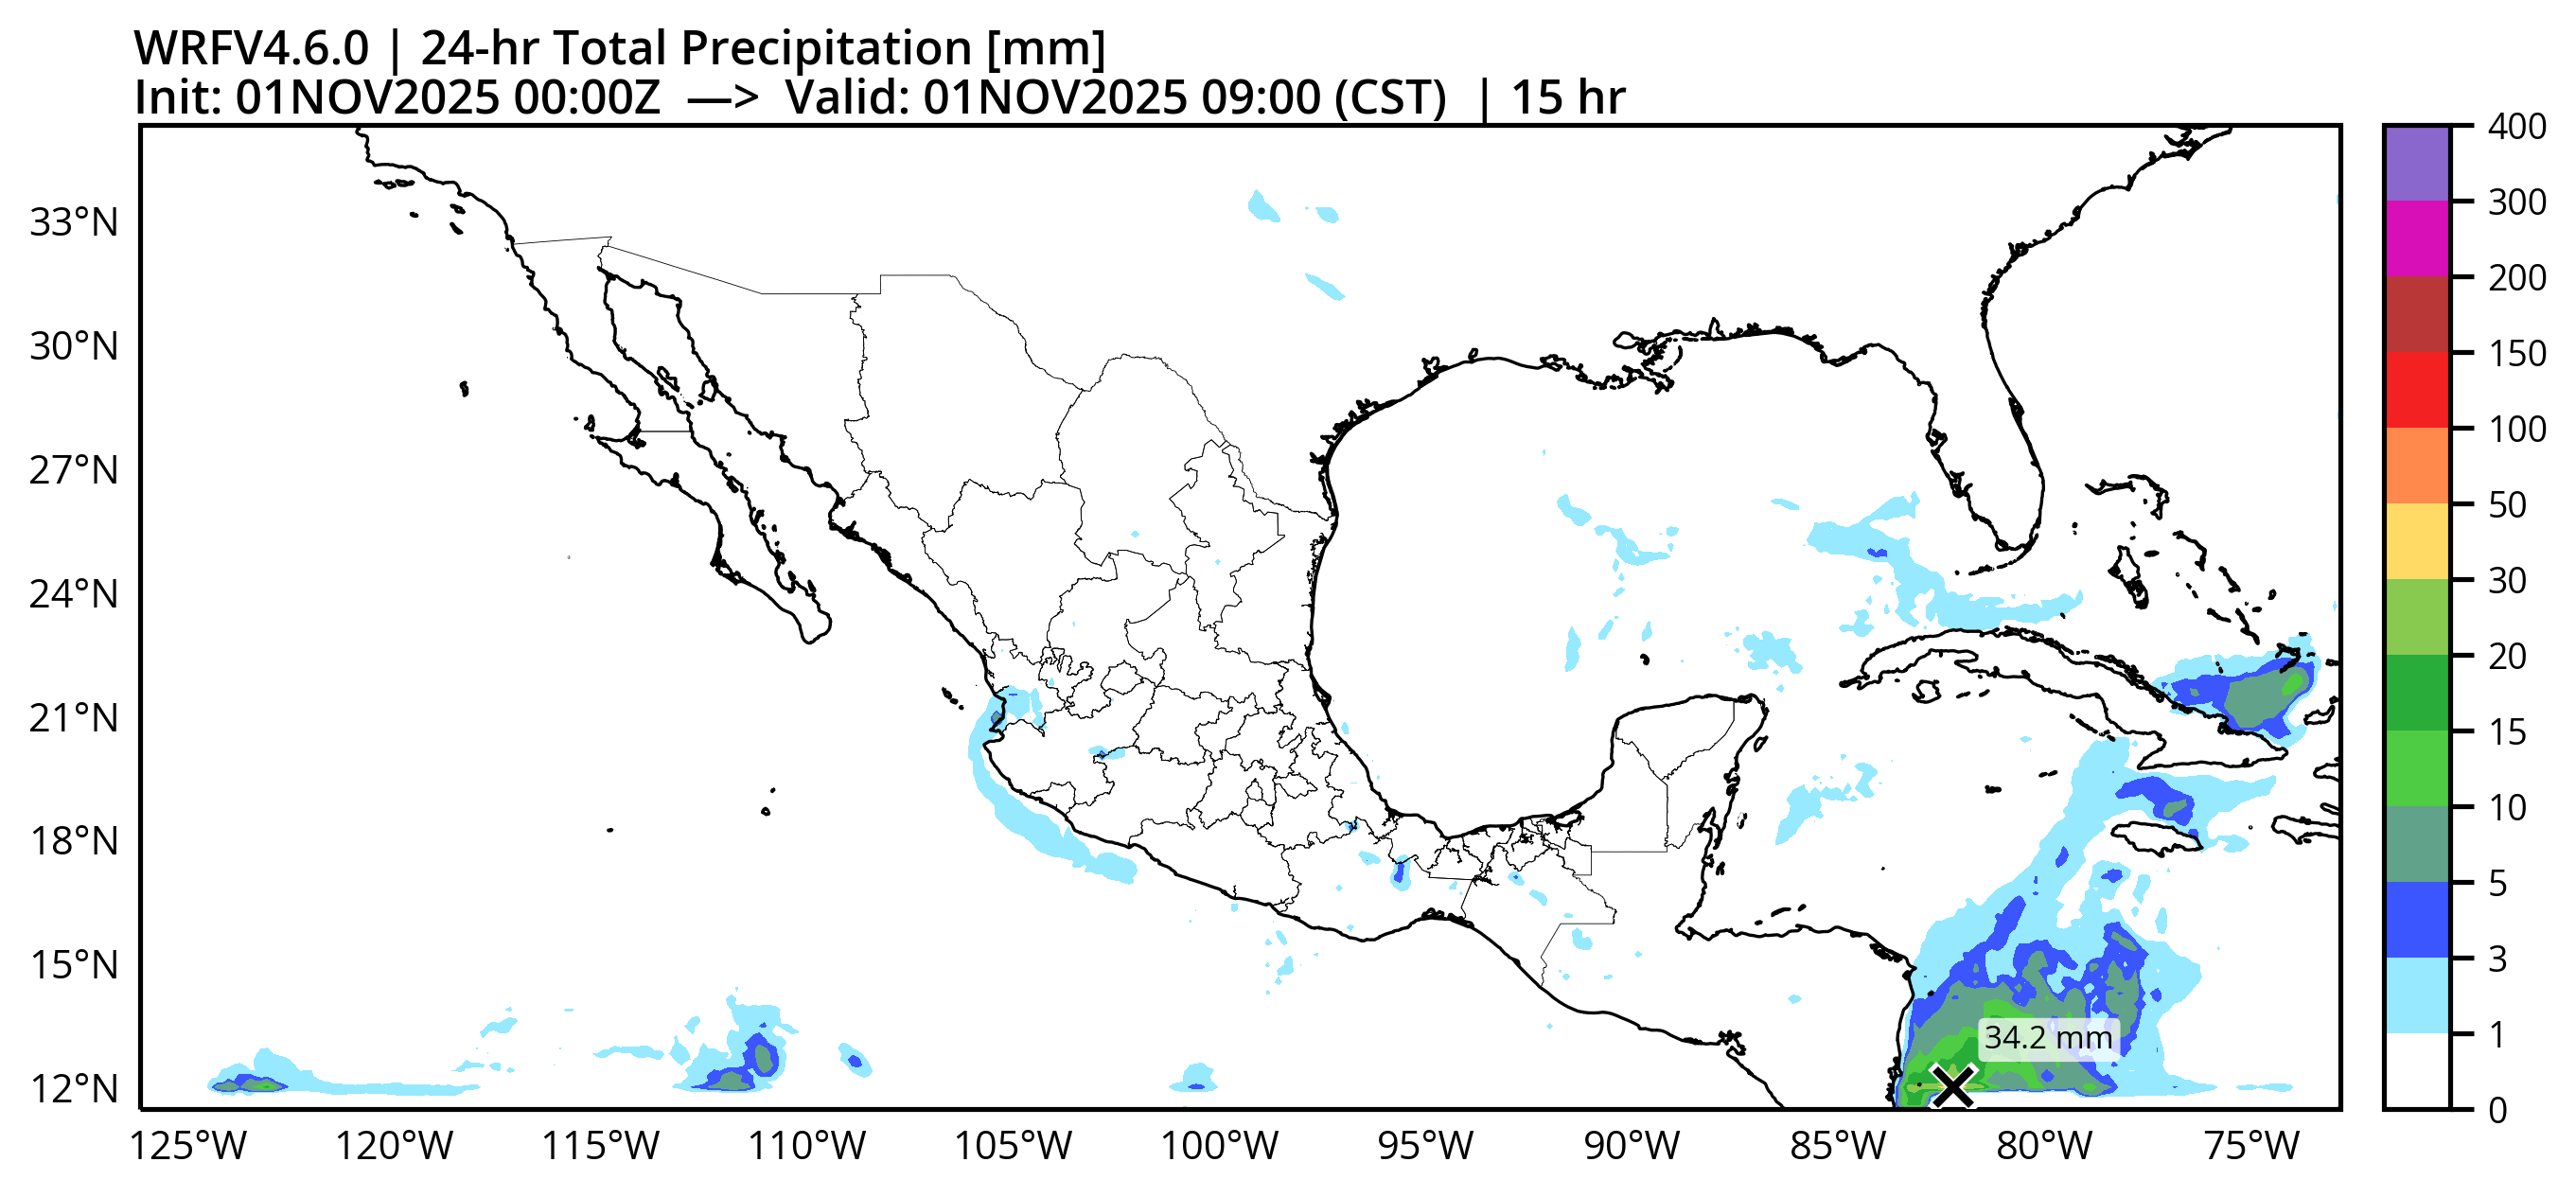 WRFV4.6.0 | 24-hr Total Precipitation [mm]
Init: 01NOV2025 00:00Z —> Valid: 01NOV2025 09:00 (CST) | 15 hr
33°N
30°N
27°N
24°N
21°N
18°N
15°N
12°N
125°W 120°W 115°W 110°W 105°W 100°W 95°W 90°W 85°W 80°W 75°W
34.2 mm
400
300
200
150
100
50
30
20
15
10
5
3
1
0